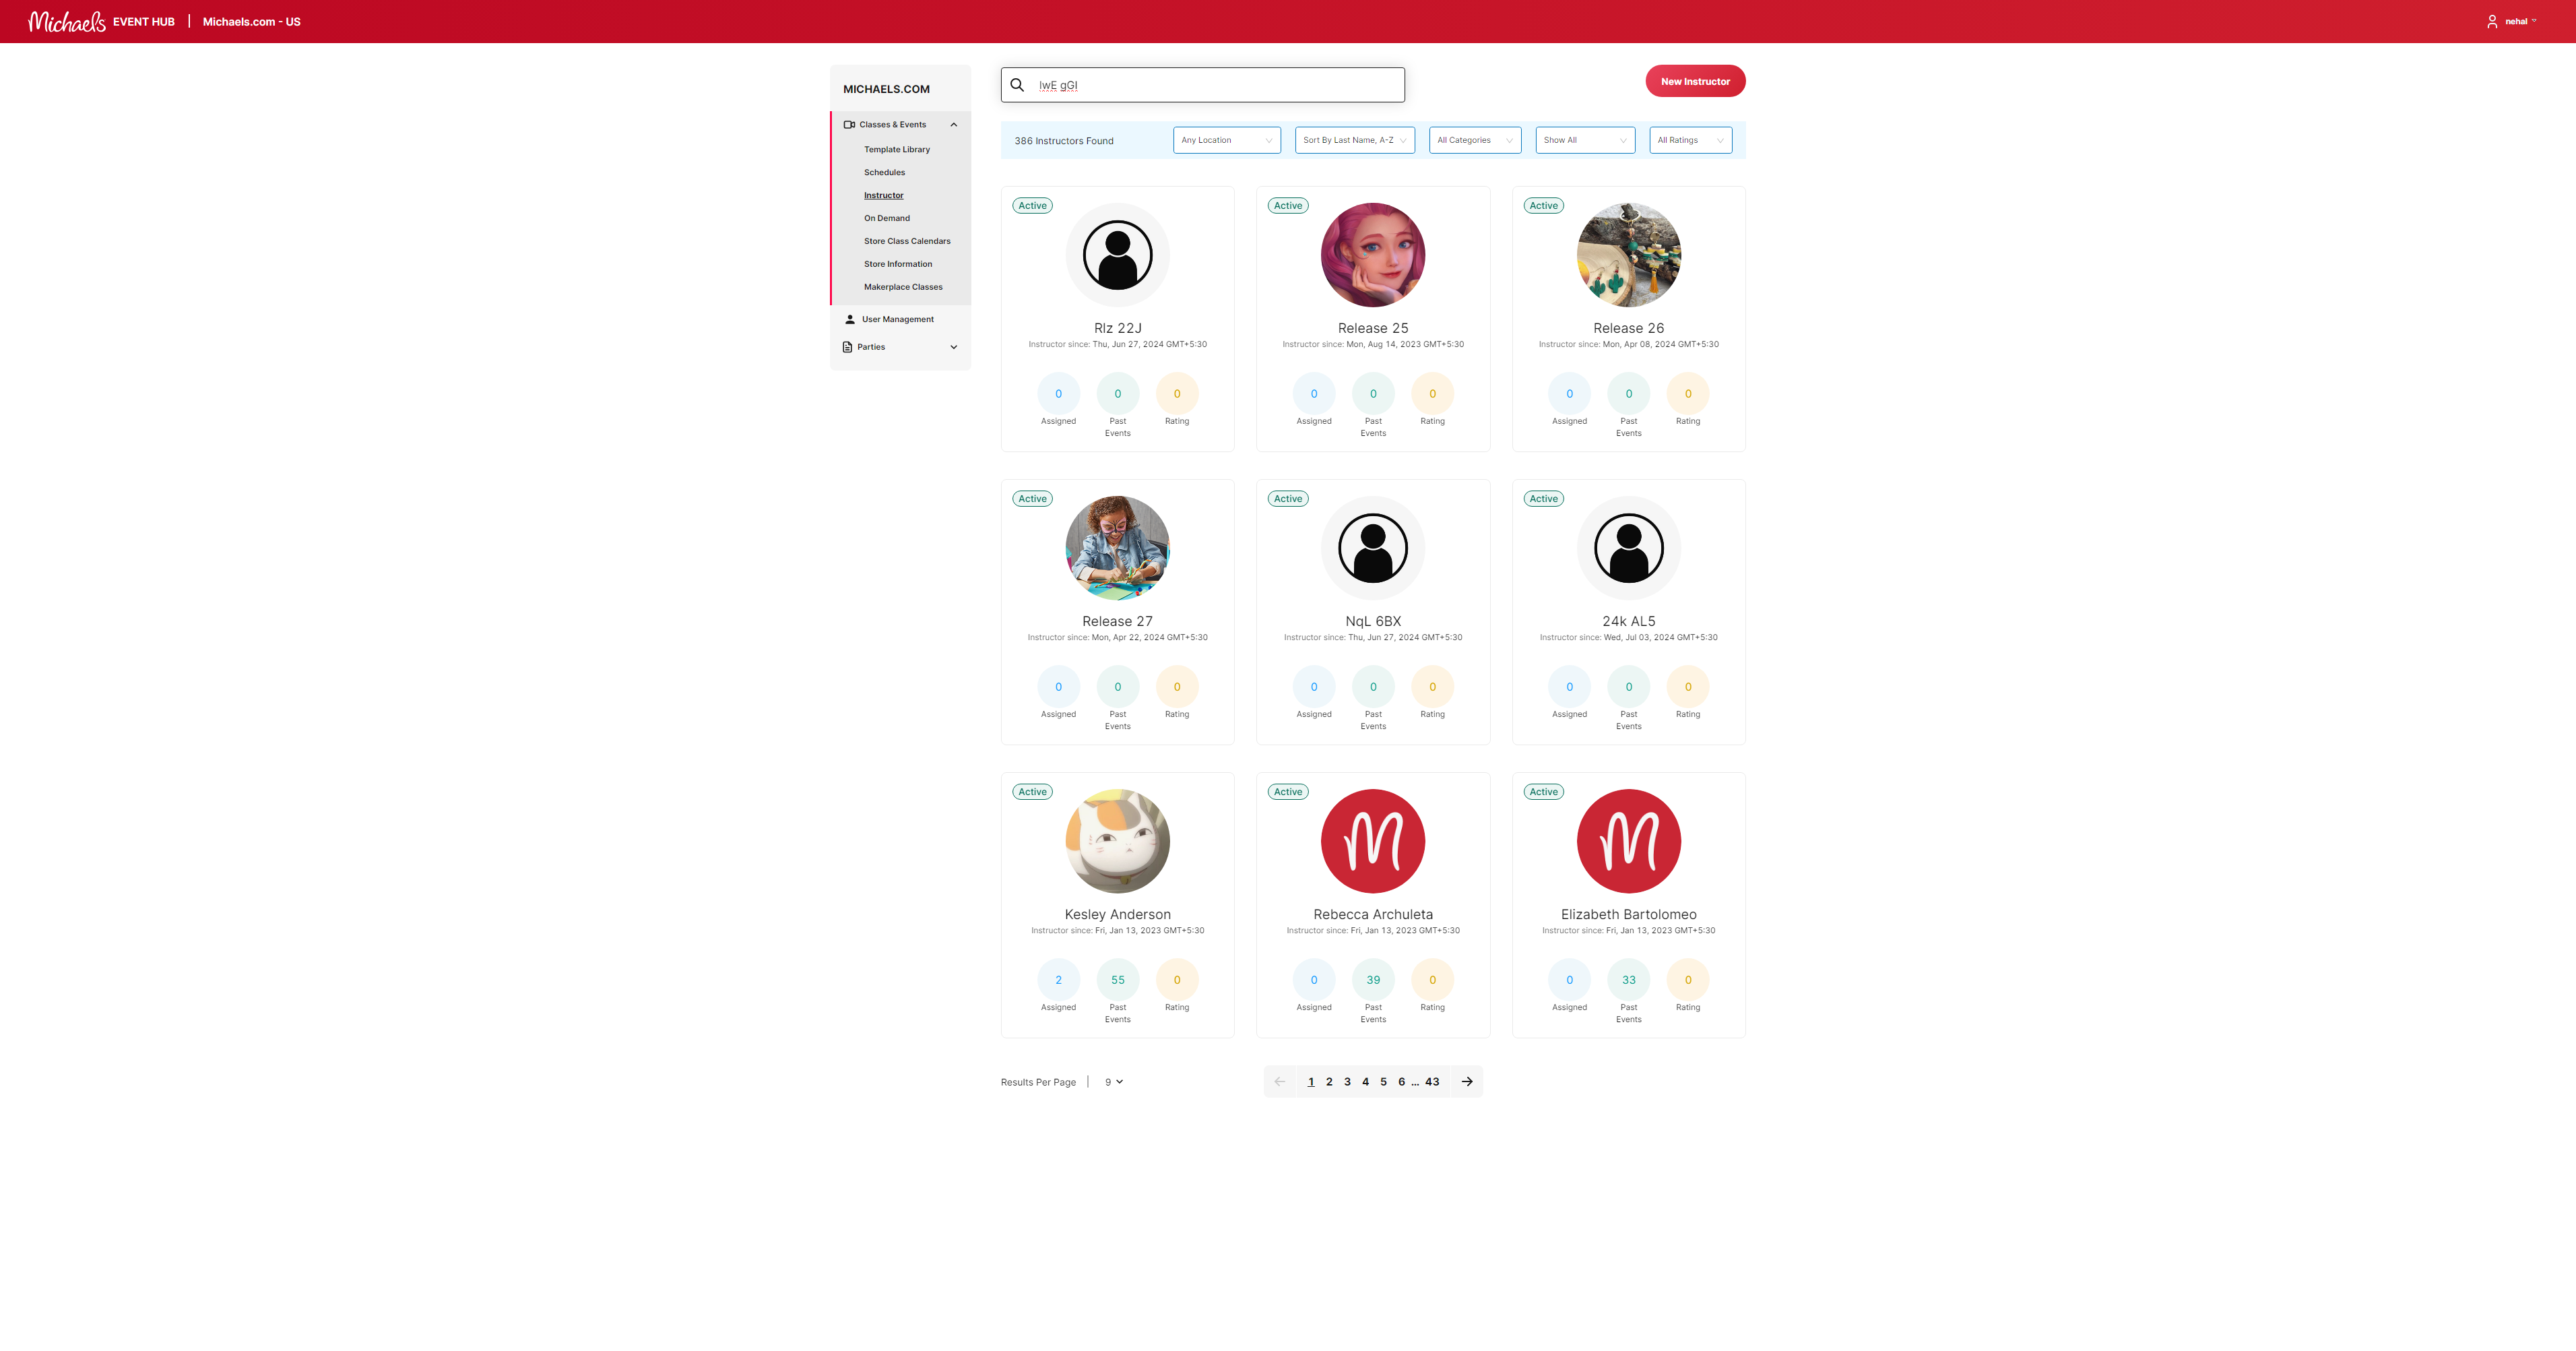 Michaels EVENT HUB | Michaels.com - US
nehal
MICHAELS.COM
Classes & Events
Template Library
Schedules
Instructor
On Demand
Store Class Calendars
Store Information
Makerplace Classes
User Management
Parties
lwE gGI
New Instructor
386 Instructors Found
Any Location
Sort By Last Name, A-Z
All Categories
Show All
All Ratings
Active
Rlz 22J
Instructor since: Thu, Jun 27, 2024 GMT+5:30
0 0 0
Assigned Past Rating
Events
Active
Release 25
Instructor since: Mon, Aug 14, 2023 GMT+5:30
0 0 0
Assigned Past Rating
Events
Active
Release 26
Instructor since: Mon, Apr 08, 2024 GMT+5:30
0 0 0
Assigned Past Rating
Events
Active
Release 27
Instructor since: Mon, Apr 22, 2024 GMT+5:30
0 0 0
Assigned Past Rating
Events
Active
NqL 6BX
Instructor since: Thu, Jun 27, 2024 GMT+5:30
0 0 0
Assigned Past Rating
Events
Active
24k AL5
Instructor since: Wed, Jul 03, 2024 GMT+5:30
0 0 0
Assigned Past Rating
Events
Active
Kesley Anderson
Instructor since: Fri, Jan 13, 2023 GMT+5:30
2 55 0
Assigned Past Rating
Events
Active
M
Rebecca Archuleta
Instructor since: Fri, Jan 13, 2023 GMT+5:30
0 39 0
Assigned Past Rating
Events
Active
M
Elizabeth Bartolomeo
Instructor since: Fri, Jan 13, 2023 GMT+5:30
0 33 0
Assigned Past Rating
Events
Results Per Page | 9
1 2 3 4 5 6 ... 43